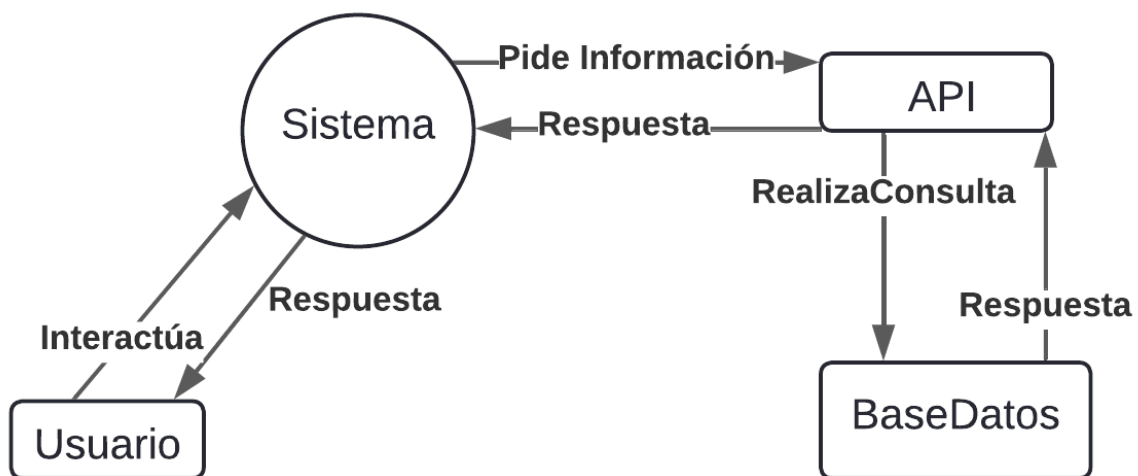 Pide Información
Sistema
API
Respuesta
RealizaConsulta
Respuesta
Respuesta
Interactúa
BaseDatos
Usuario